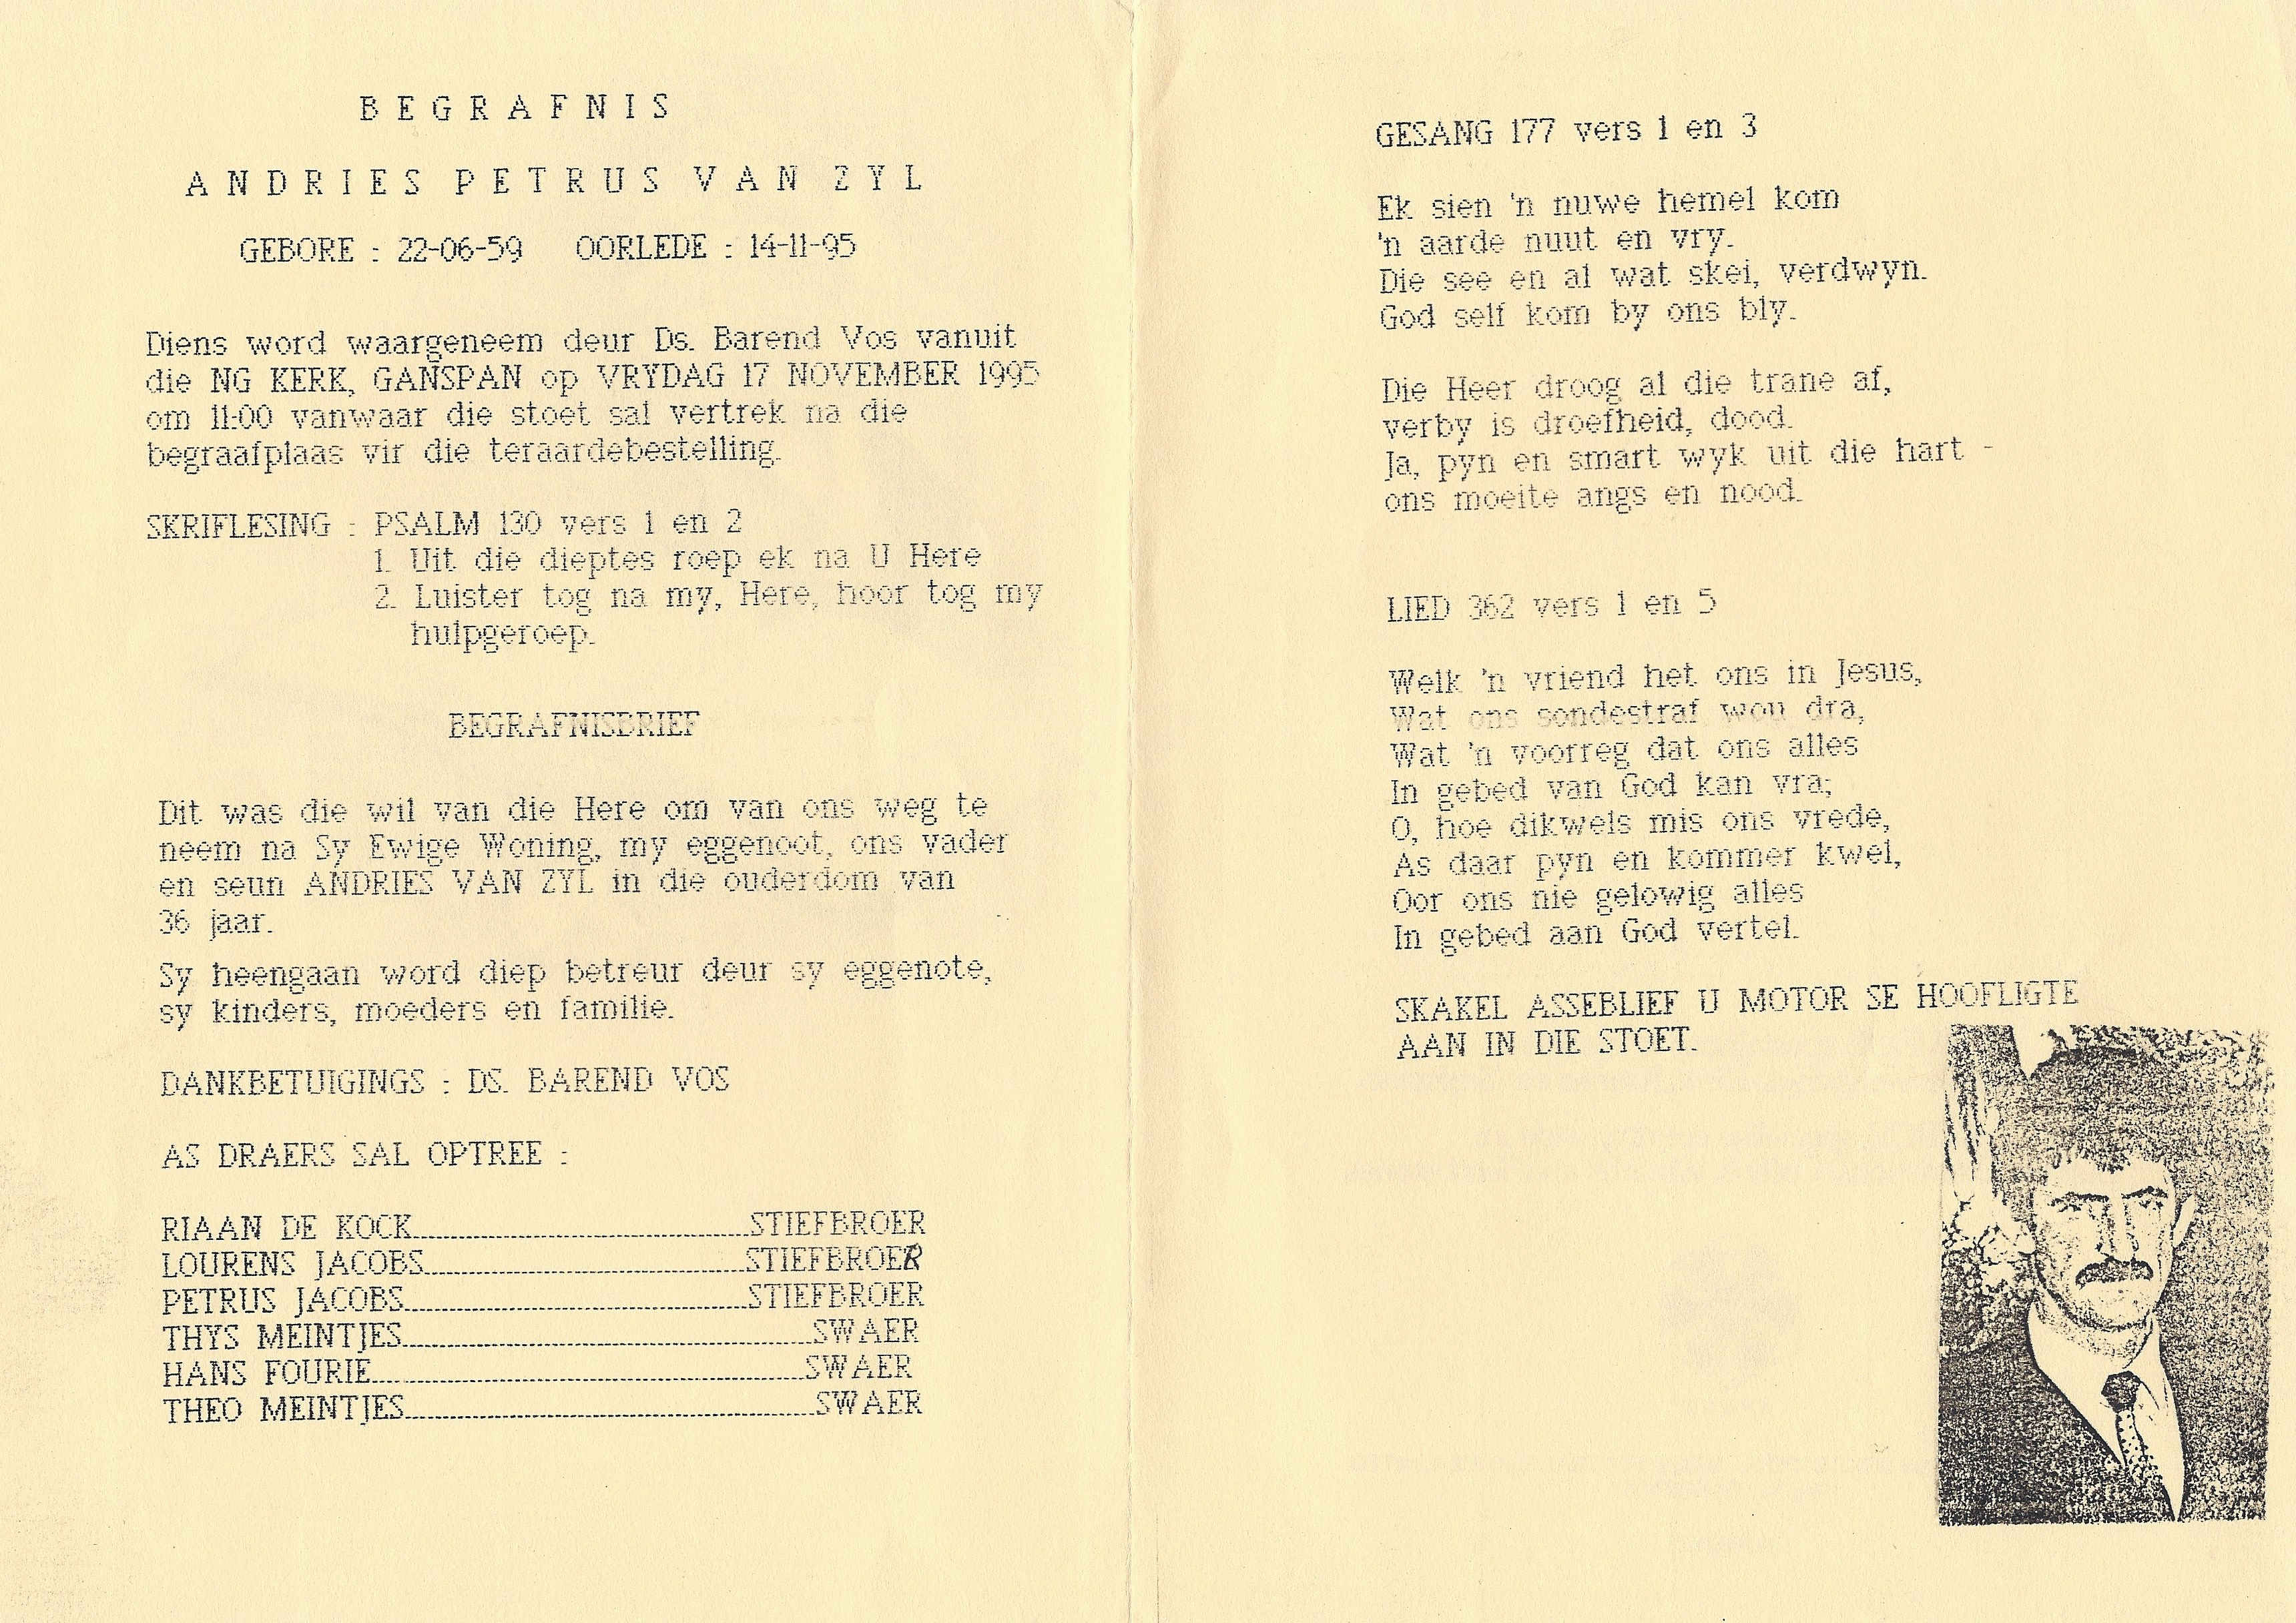 BEGRAFNIS
ANDRIES PETRUS VAN ZYL
GEBORE : 22-06-59 OORLEDE : 14-11-95
Diens word waargeneem deur Ds. Barend Vos vanuit
die NG KERK, GANSPAN op VRYDAG 17 NOVEMBER 1995
om 11:00 vanwaar die stoet sal vertrek na die
begraafplaas vir die teraardebestelling.
SKRIFLESING : PSALM 130 vers 1 en 2
1. Uit die dieptes roep ek na U Here
2. Luister tog na my, Here, hoor tog my
hulpgeroep.
BEGRAFNISBRIEF
Dit was die wil van die Here om van ons weg te
neem na Sy Ewige Woning, my eggenoot, ons vader
en seun ANDRIES VAN ZYL in die ouderdom van
36 jaar.
Sy heengaan word diep betreur deur sy eggenote,
sy kinders, moeders en familie.
DANKBETUIGINGS : DS. BAREND VOS
AS DRAERS SAL OPTREE :
RIAAN DE KOCK..............................STIEFBROER
LOURENS JACOBS.............................STIEFBROER
PETRUS JACOBS..............................STIEFBROER
THYS MEINTJES...................................SWAER
HANS FOURIE.....................................SWAER
THEO MEINTJES...................................SWAER
GESANG 177 vers 1 en 3
Ek sien 'n nuwe hemel kom
'n aarde nuut en vry.
Die see en al wat skei, verdwyn.
God self kom by ons bly.
Die Heer droog al die trane af,
verby is droefheid, dood.
Ja, pyn en smart wyk uit die hart -
ons moeite angs en nood.
LIED 362 vers 1 en 5
Welk 'n vriend het ons in Jesus,
Wat ons sondestraf wou dra,
Wat 'n voorreg dat ons alles
In gebed van God kan vra;
O, hoe dikwels mis ons vrede,
As daar pyn en kommer kwel,
Oor ons nie gelowig alles
In gebed aan God vertel.
SKAKEL ASSEBLIEF U MOTOR SE HOOFLIGTE
AAN IN DIE STOET.